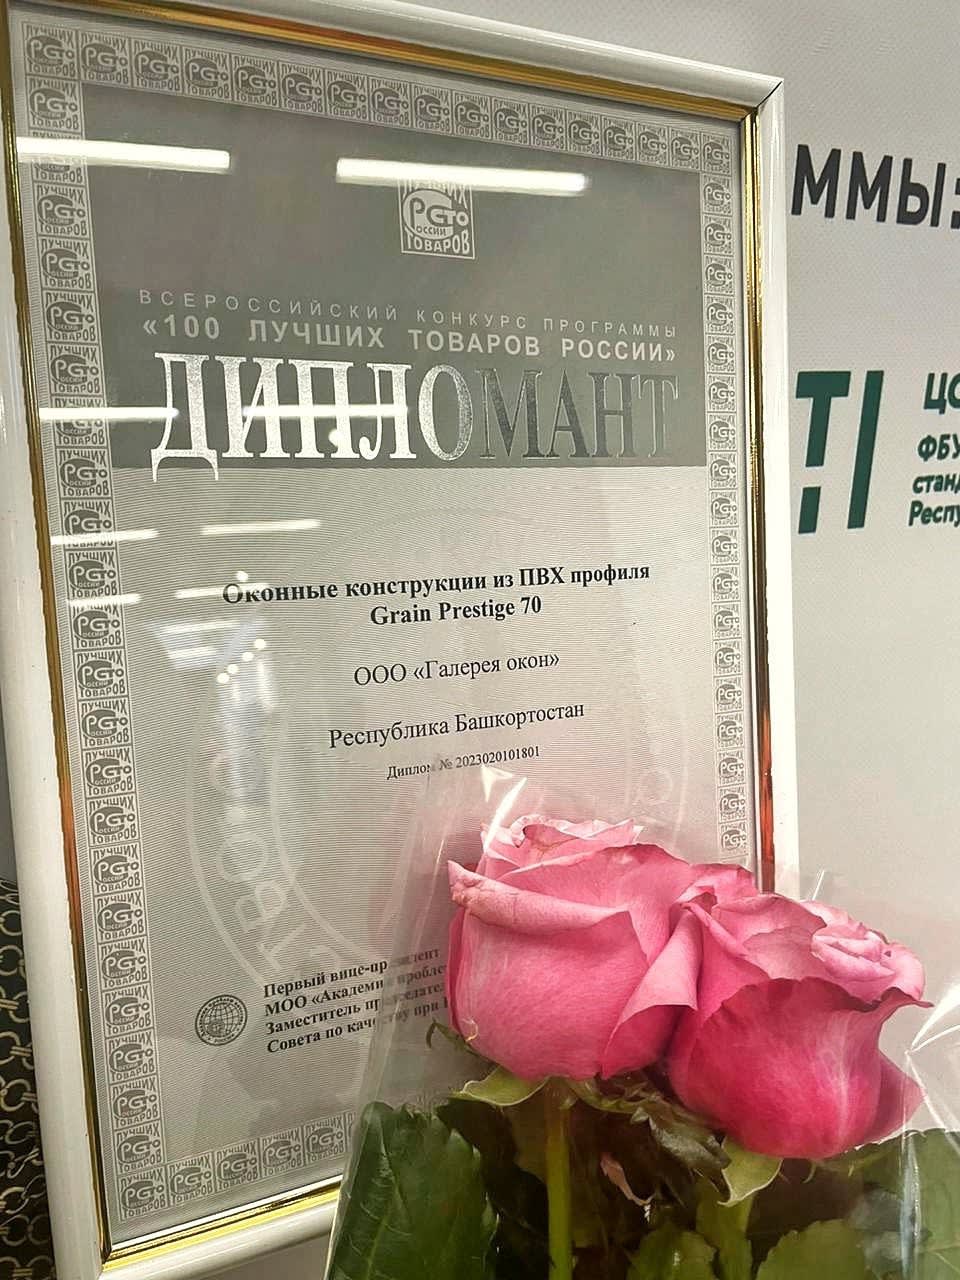 ЛУЧШИХ
РОССИИ
ТОВАРОВ
ВСЕРОССИЙСКИЙ КОНКУРС ПРОГРАММЫ
«100 ЛУЧШИХ ТОВАРОВ РОССИИ»
ДИПЛОМАНТ
Оконные конструкции из ПВХ профиля
Grain Prestige 70
ООО «Галерея окон»
Республика Башкортостан
Диплом № 2023020101801
Первый вице-президент
МОО «Академия
Заместитель
Совета по качеству при
ММЫ:
ФБУ